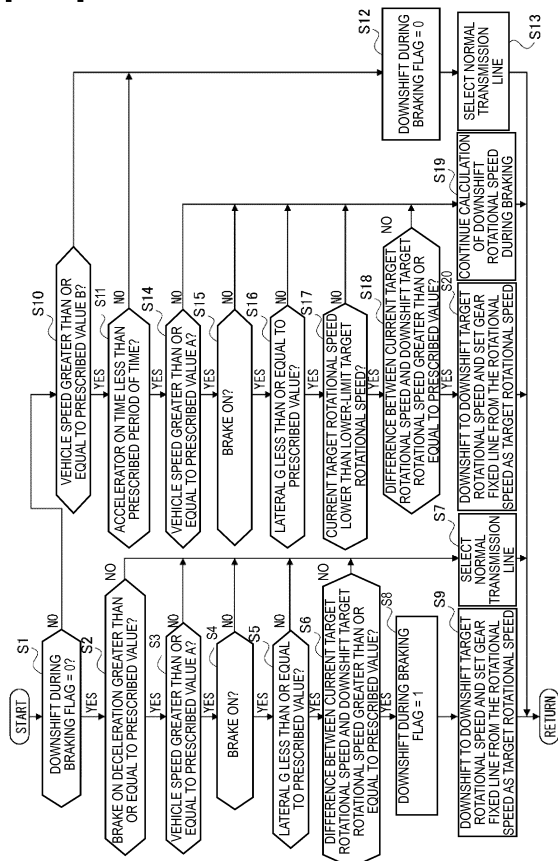 START
S1
DOWNSHIFT DURING
BRAKING FLAG = 0?
NO
YES
S2
BRAKE ON DECELERATION GREATER THAN
OR EQUAL TO PRESCRIBED VALUE?
NO
YES
S3
VEHICLE SPEED GREATER THAN OR
EQUAL TO PRESCRIBED VALUE A?
NO
YES
S4
BRAKE ON?
NO
YES
S5
LATERAL G LESS THAN OR EQUAL
TO PRESCRIBED VALUE?
NO
YES
S6
DIFFERENCE BETWEEN CURRENT TARGET
ROTATIONAL SPEED AND DOWNSHIFT TARGET
ROTATIONAL SPEED GREATER THAN OR
EQUAL TO PRESCRIBED VALUE?
NO
YES
S8
DOWNSHIFT DURING BRAKING
FLAG = 1
S9
DOWNSHIFT TO DOWNSHIFT TARGET
ROTATIONAL SPEED AND SET GEAR
FIXED LINE FROM THE ROTATIONAL
SPEED AS TARGET ROTATIONAL SPEED
S7
SELECT
NORMAL
TRANSMISSION
LINE
RETURN
S10
VEHICLE SPEED GREATER THAN OR
EQUAL TO PRESCRIBED VALUE B?
NO
YES
S11
ACCELERATOR ON TIME LESS THAN
PRESCRIBED PERIOD OF TIME?
NO
YES
S14
VEHICLE SPEED GREATER THAN OR
EQUAL TO PRESCRIBED VALUE A?
NO
YES
S15
BRAKE ON?
NO
YES
S16
LATERAL G LESS THAN OR EQUAL TO
PRESCRIBED VALUE?
NO
YES
S17
CURRENT TARGET ROTATIONAL SPEED
LOWER THAN LOWER-LIMIT TARGET
ROTATIONAL SPEED?
NO
YES
S18
DIFFERENCE BETWEEN CURRENT TARGET
ROTATIONAL SPEED AND DOWNSHIFT TARGET
ROTATIONAL SPEED GREATER THAN OR
EQUAL TO PRESCRIBED VALUE?
NO
YES
S20
DOWNSHIFT TO DOWNSHIFT TARGET
ROTATIONAL SPEED AND SET GEAR
FIXED LINE FROM THE ROTATIONAL
SPEED AS TARGET ROTATIONAL SPEED
S19
CONTINUE CALCULATION
OF DOWNSHIFT
ROTATIONAL SPEED
DURING BRAKING
S12
DOWNSHIFT DURING
BRAKING FLAG = 0
S13
SELECT NORMAL
TRANSMISSION
LINE